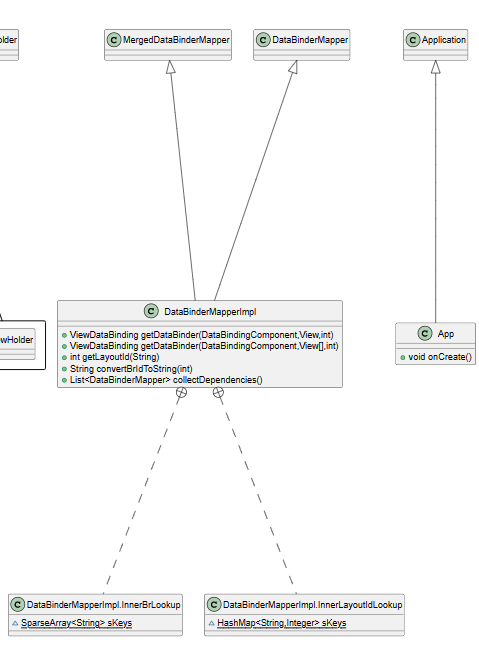 older
C MergedDataBinderMapper
C DataBinderMapper
C Application
C DataBinderMapperImpl
ViewDataBinding getDataBinder(DataBindingComponent,View,int)
ViewDataBinding getDataBinder(DataBindingComponent,View[],int)
int getLayoutId(String)
String convertBrIdToString(int)
List<DataBinderMapper> collectDependencies()
ewHolder
C App
void onCreate()
C DataBinderMapperImpl.InnerBrLookup
SparseArray<String> sKeys
C DataBinderMapperImpl.InnerLayoutIdLookup
HashMap<String,Integer> sKeys